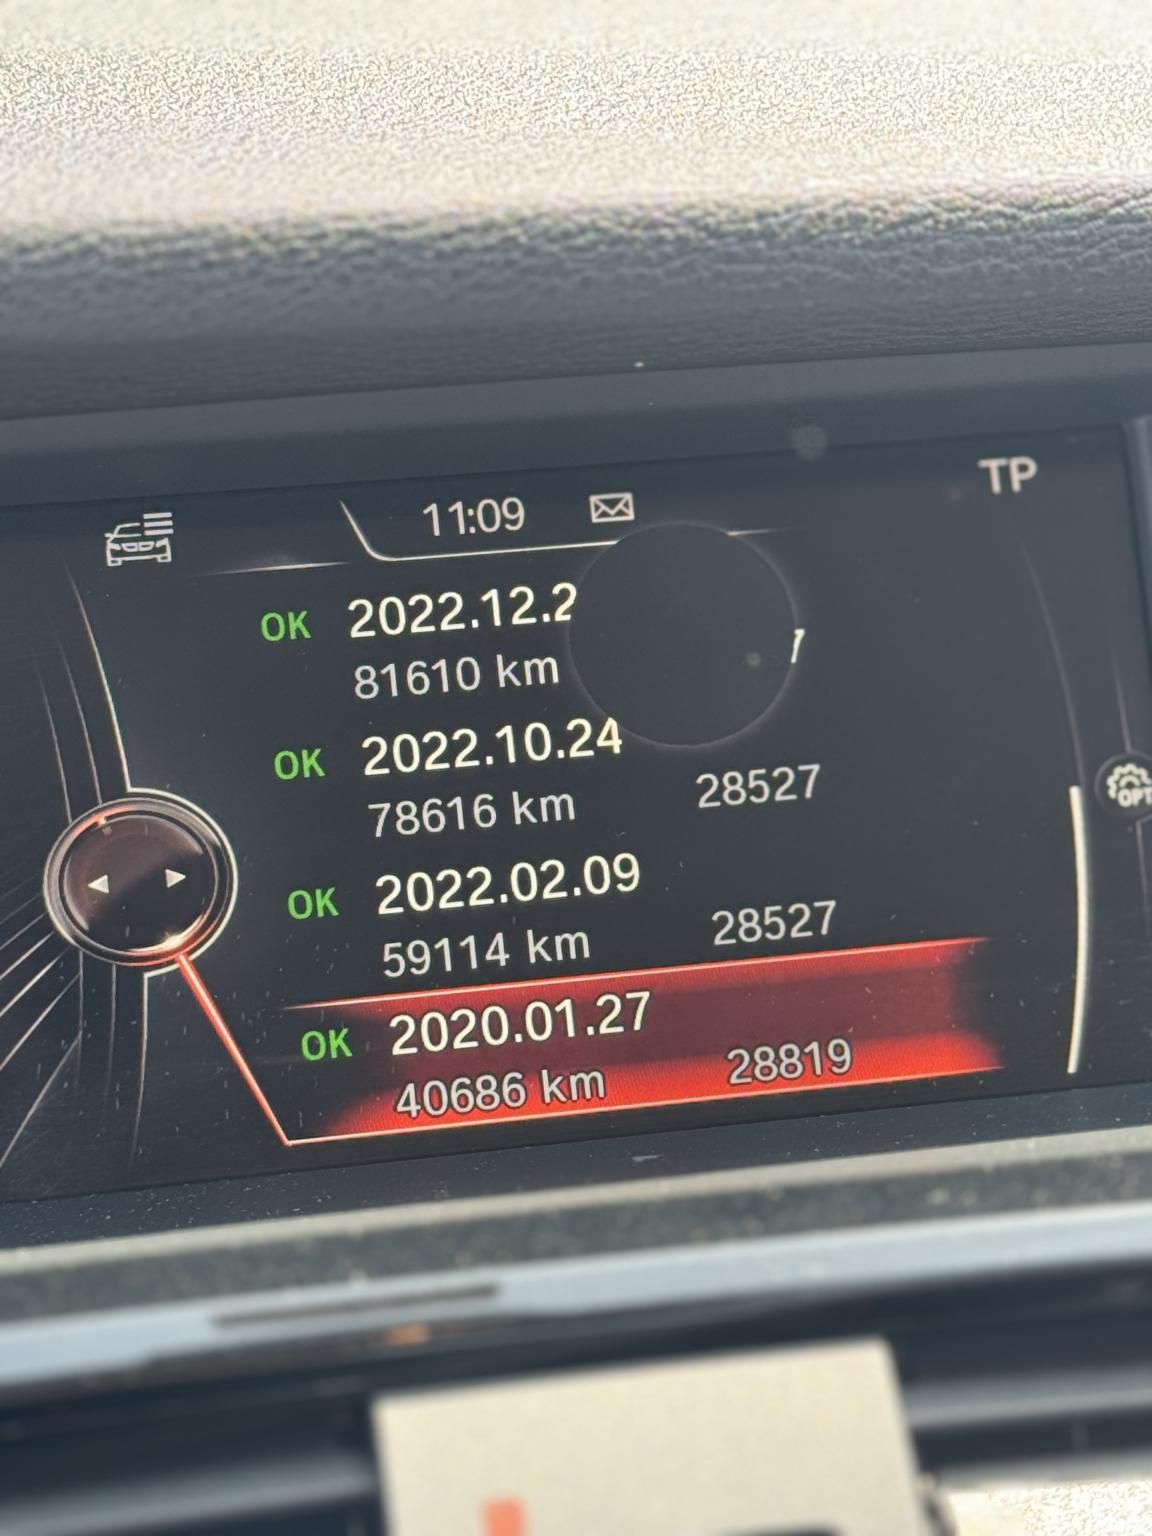 11:09
TP
OK 2022.12.2
81610 km
OK 2022.10.24
78616 km 28527
OK 2022.02.09
59114 km 28527
OK 2020.01.27
40686 km 28819
OPT